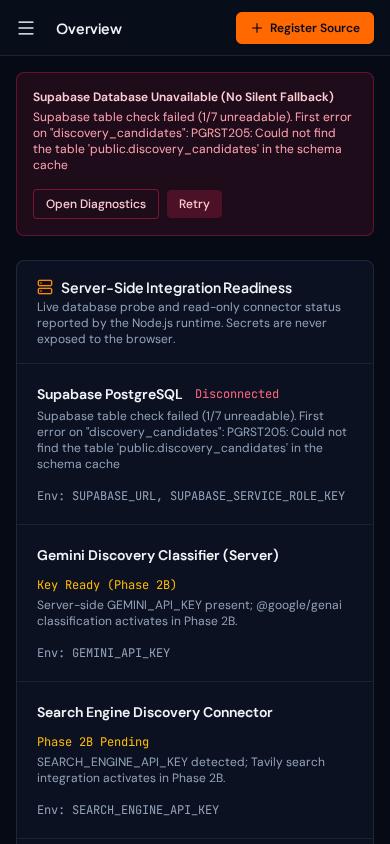 Overview
Register Source
Supabase Database Unavailable (No Silent Fallback)
Supabase table check failed (1/7 unreadable). First error
on "discovery_candidates": PGRST205: Could not find
the table 'public.discovery_candidates' in the schema
cache
Open Diagnostics
Retry
Server-Side Integration Readiness
Live database probe and read-only connector status
reported by the Node.js runtime. Secrets are never
exposed to the browser.
Supabase PostgreSQL Disconnected
Supabase table check failed (1/7 unreadable). First
error on "discovery_candidates": PGRST205: Could not
find the table 'public.discovery_candidates' in the
schema cache
Env: SUPABASE_URL, SUPABASE_SERVICE_ROLE_KEY
Gemini Discovery Classifier (Server)
Key Ready (Phase 2B)
Server-side GEMINI_API_KEY present; @google/genai
classification activates in Phase 2B.
Env: GEMINI_API_KEY
Search Engine Discovery Connector
Phase 2B Pending
SEARCH_ENGINE_API_KEY detected; Tavily search
integration activates in Phase 2B.
Env: SEARCH_ENGINE_API_KEY